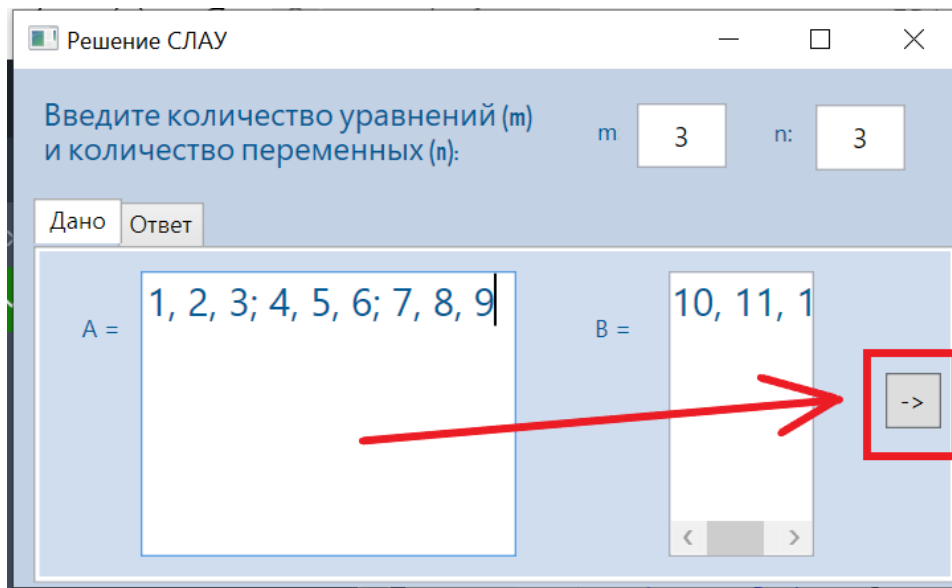 Решение СЛАУ
Введите количество уравнений (m)
и количество переменных (n):
m:
3
n:
3
Дано
Ответ
A =
1, 2, 3; 4, 5, 6; 7, 8, 9
B =
10, 11, 1
->